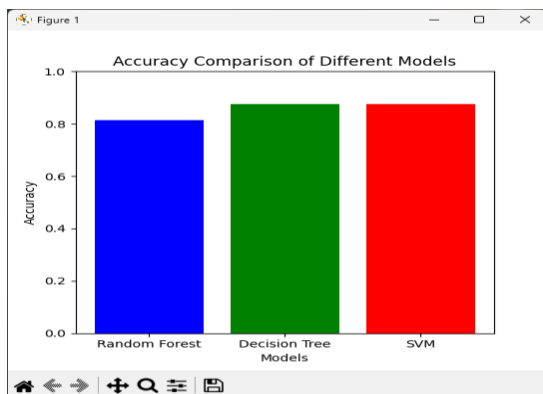 Figure 1
Accuracy Comparison of Different Models
1.0
0.8
0.6
0.4
0.2
0.0
Accuracy
Random Forest Decision Tree SVM
Models